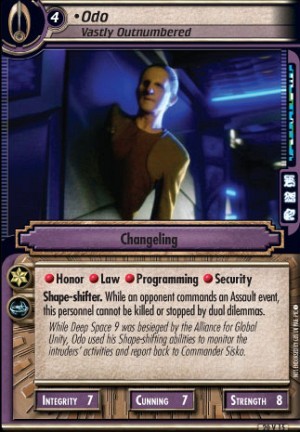 4
•Odo
Vastly Outnumbered
Changeling
Honor Law Programming Security
Shape-shifter. While an opponent commands an Assault event,
this personnel cannot be killed or stopped by dual dilemmas.
While Deep Space 9 was besieged by the Alliance for Global
Unity, Odo used his Shape-shifting abilities to monitor the
intruders' activities and report back to Commander Sisko.
INTEGRITY 7 CUNNING 7 STRENGTH 8